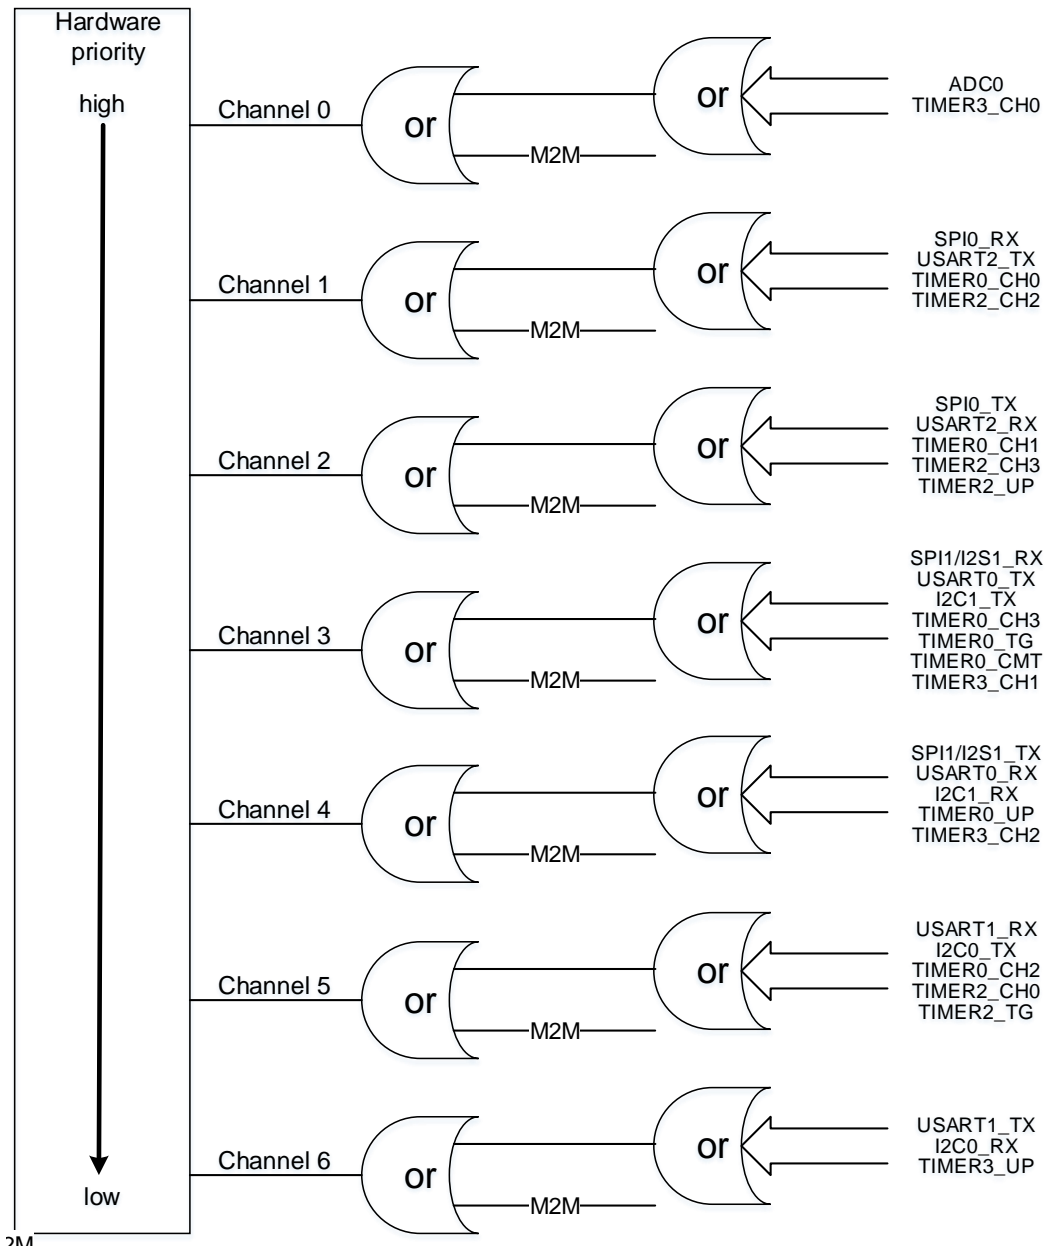 Hardware
priority
high
Channel 0
or
M2M
or
ADC0
TIMER3_CH0
Channel 1
or
M2M
or
SPI0_RX
USART2_TX
TIMER0_CH0
TIMER2_CH2
Channel 2
or
M2M
or
SPI0_TX
USART2_RX
TIMER0_CH1
TIMER2_CH3
TIMER2_UP
Channel 3
or
M2M
or
SPI1/I2S1_RX
USART0_TX
I2C1_TX
TIMER0_CH3
TIMER0_TG
TIMER0_CMT
TIMER3_CH1
Channel 4
or
M2M
or
SPI1/I2S1_TX
USART0_RX
I2C1_RX
TIMER0_UP
TIMER3_CH2
Channel 5
or
M2M
or
USART1_RX
I2C0_TX
TIMER0_CH2
TIMER2_CH0
TIMER2_TG
Channel 6
or
M2M
or
USART1_TX
I2C0_RX
TIMER3_UP
low